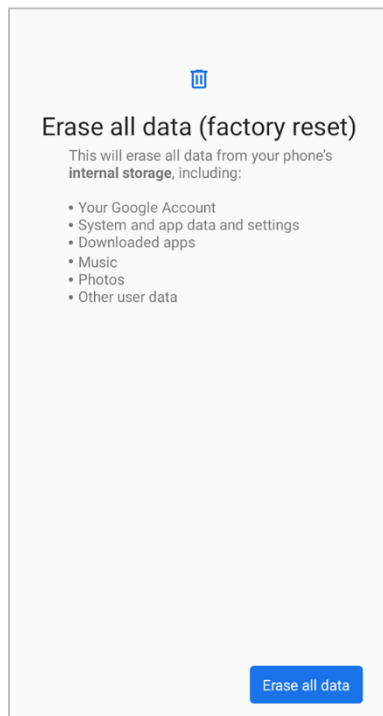 Erase all data (factory reset)
This will erase all data from your phone's
internal storage, including:
• Your Google Account
• System and app data and settings
• Downloaded apps
• Music
• Photos
• Other user data
Erase all data